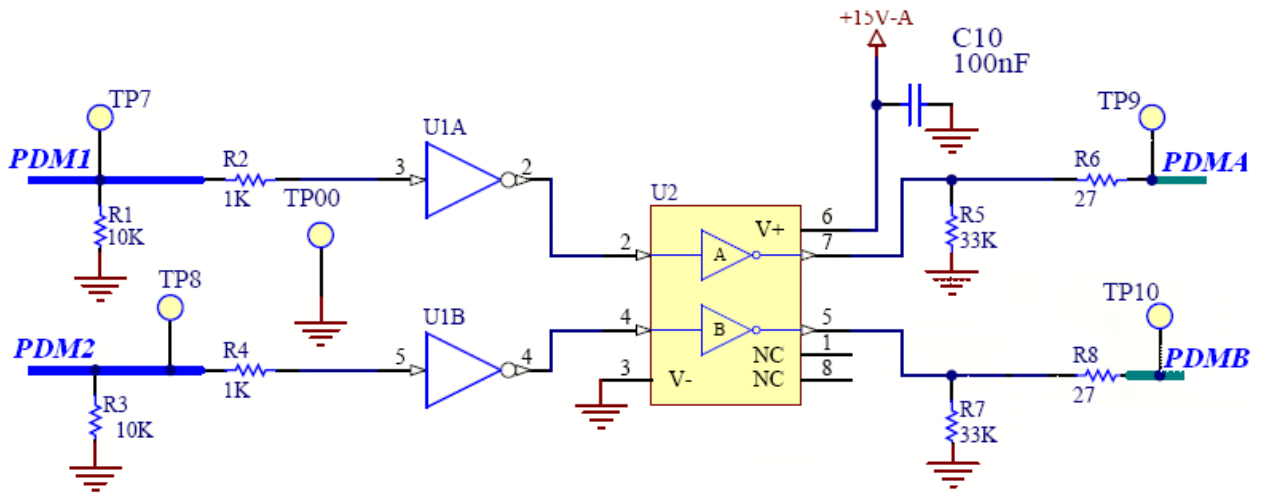 +15V-A
C10
100nF
TP7
TP9
PDM1
R2
1K
3
U1A
2
R6
27
PDMA
R1
10K
TP00
U2
2
A
V+
6
7
R5
33K
TP8
TP10
PDM2
R4
1K
5
U1B
4
4
B
5
NC
1
NC
8
3
V-
R8
27
PDMB
R3
10K
R7
33K